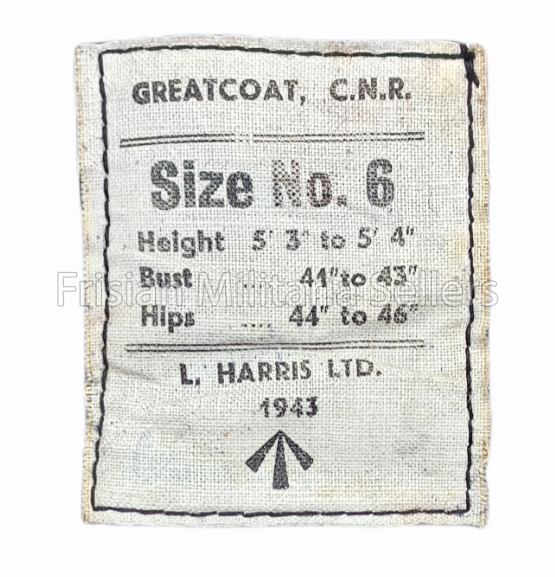 GREATCOAT, C.N.R.
Size No. 6
Height 5' 3" to 5' 4"
Bust .... 41" to 43"
Frisian Militaria Sellers
Hips .... 44" to 46"
L. HARRIS LTD.
1943